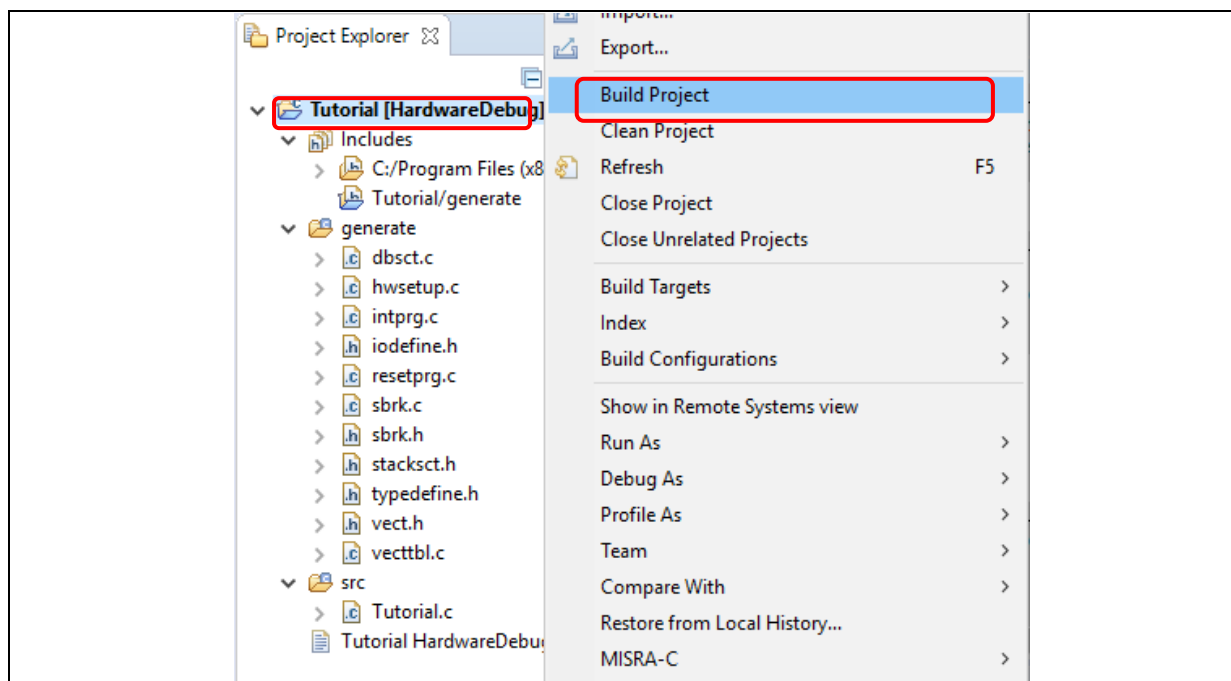 Project Explorer
Tutorial [HardwareDebug]
Includes
C:/Program Files (x8
Tutorial/generate
generate
dbsct.c
hwsetup.c
intprg.c
iodefine.h
resetprg.c
sbrk.c
sbrk.h
stacksct.h
typedefine.h
vect.h
vecttbl.c
src
Tutorial.c
Tutorial HardwareDebug
Import...
Export...
Build Project
Clean Project
Refresh F5
Close Project
Close Unrelated Projects
Build Targets
Index
Build Configurations
Show in Remote Systems view
Run As
Debug As
Profile As
Team
Compare With
Restore from Local History...
MISRA-C